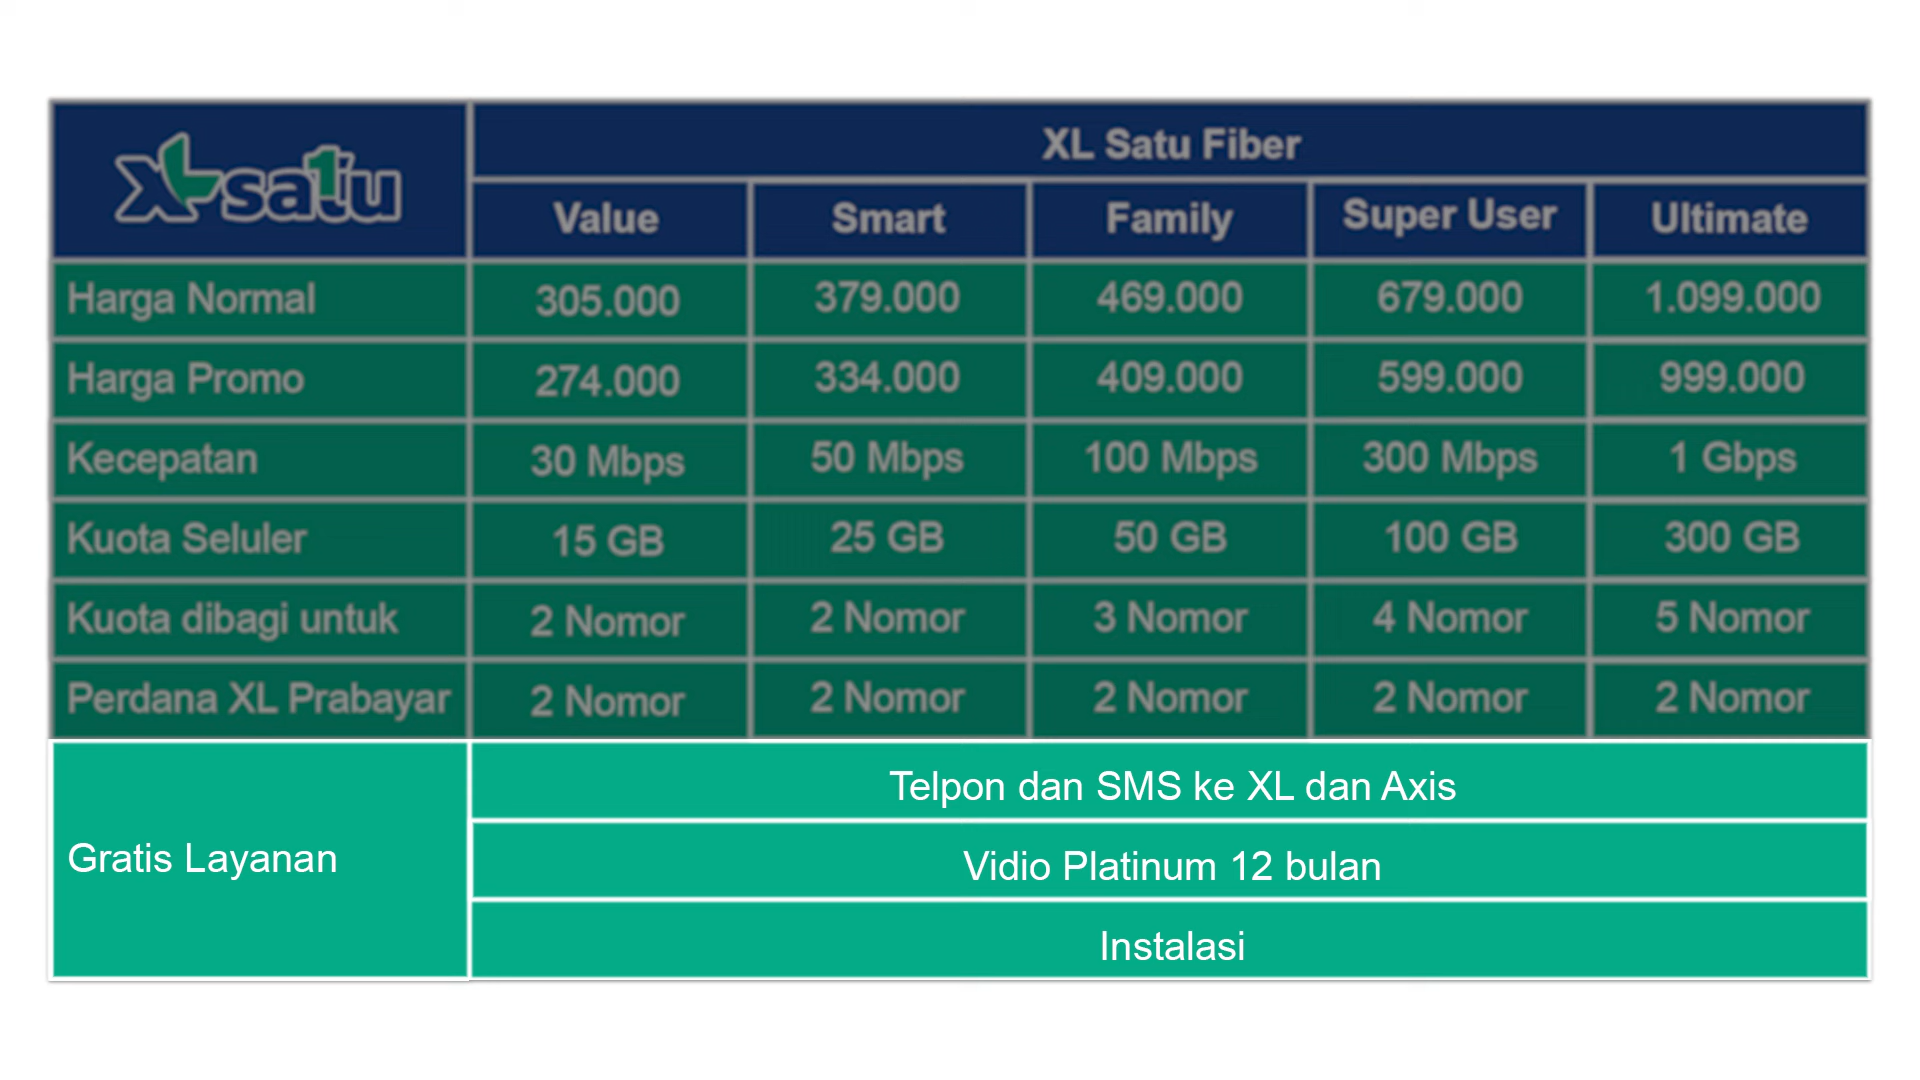 XL satu
XL Satu Fiber
Value Smart Family Super User Ultimate
Harga Normal 305.000 379.000 469.000 679.000 1.099.000
Harga Promo 274.000 334.000 409.000 599.000 999.000
Kecepatan 30 Mbps 50 Mbps 100 Mbps 300 Mbps 1 Gbps
Kuota Seluler 15 GB 25 GB 50 GB 100 GB 300 GB
Kuota dibagi untuk 2 Nomor 2 Nomor 3 Nomor 4 Nomor 5 Nomor
Perdana XL Prabayar 2 Nomor 2 Nomor 2 Nomor 2 Nomor 2 Nomor
Gratis Layanan
Telpon dan SMS ke XL dan Axis
Vidio Platinum 12 bulan
Instalasi